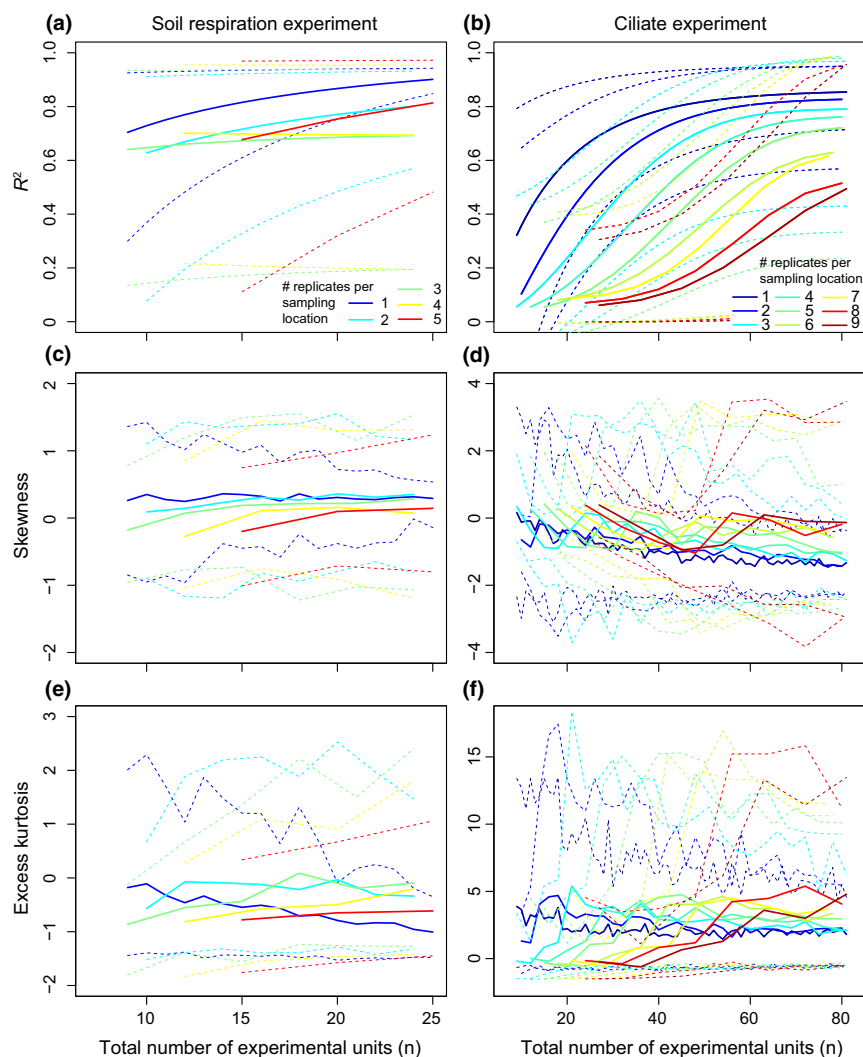 (a) Soil respiration experiment
(b) Ciliate experiment
R²
1.0
0.8
0.6
0.4
0.2
0
# replicates per
sampling
location
1
2
3
4
5
1.0
0.8
0.6
0.4
0.2
0
# replicates per
sampling location
1 4 7
2 5 8
3 6 9
(c)
Skewness
2
1
0
−1
−2
(d)
4
2
0
−2
−4
(e)
Excess kurtosis
3
2
1
0
−1
−2
10 15 20 25
Total number of experimental units (n)
(f)
15
10
5
0
20 40 60 80
Total number of experimental units (n)